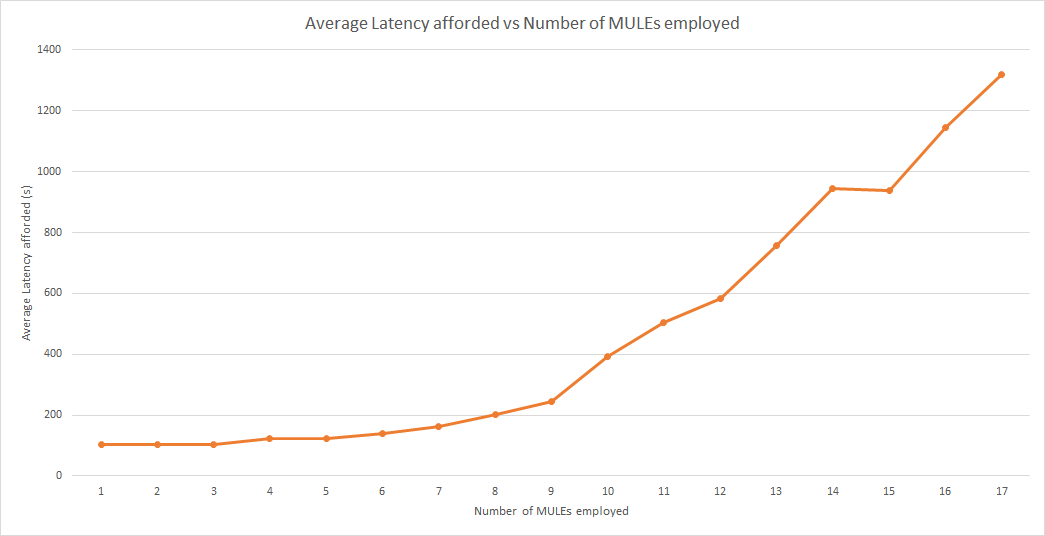 Average Latency afforded vs Number of MULEs employed
1400
1200
1000
800
600
400
200
0
Average Latency afforded (s)
1 2 3 4 5 6 7 8 9 10 11 12 13 14 15 16 17
Number of MULEs employed